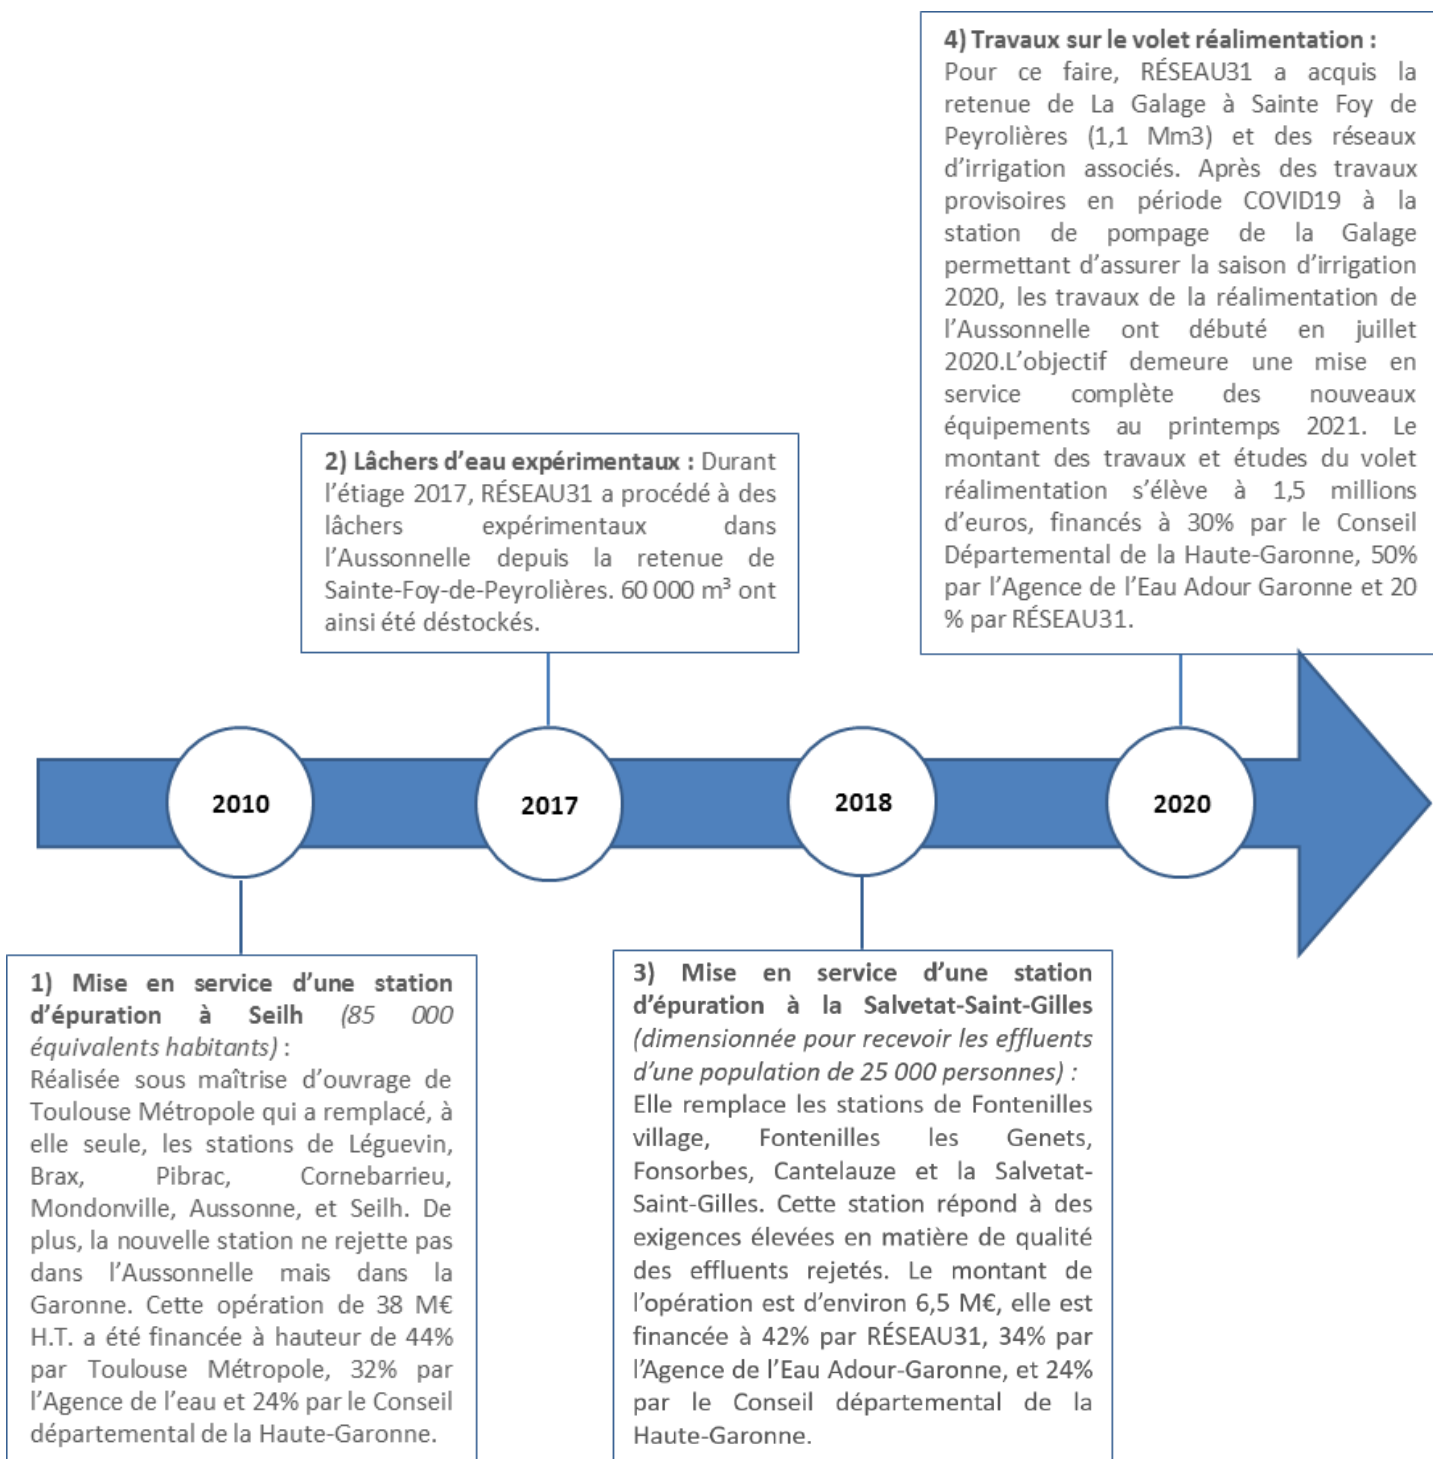 4) Travaux sur le volet réalimentation :
Pour ce faire, RÉSEAU31 a acquis la
retenue de La Galage à Sainte Foy de
Peyrolières (1,1 Mm3) et des réseaux
d'irrigation associés. Après des travaux
provisoires en période COVID19 à la
station de pompage de la Galage
permettant d'assurer la saison d'irrigation
2020, les travaux de la réalimentation de
l'Aussonnelle ont débuté en juillet
2020.L'objectif demeure une mise en
service complète des nouveaux
équipements au printemps 2021. Le
montant des travaux et études du volet
réalimentation s'élève à 1,5 millions
d'euros, financés à 30% par le Conseil
Départemental de la Haute-Garonne, 50%
par l'Agence de l'Eau Adour Garonne et 20
% par RÉSEAU31.
2) Lâchers d'eau expérimentaux : Durant
l'étiage 2017, RÉSEAU31 a procédé à des
lâchers expérimentaux dans
l'Aussonnelle depuis la retenue de
Sainte-Foy-de-Peyrolières. 60 000 m³ ont
ainsi été déstockés.
2010
2017
2018
2020
1) Mise en service d'une station
d'épuration à Seilh (85 000
équivalents habitants) :
Réalisée sous maîtrise d'ouvrage de
Toulouse Métropole qui a remplacé, à
elle seule, les stations de Léguevin,
Brax, Pibrac, Cornebarrieu,
Mondonville, Aussonne, et Seilh. De
plus, la nouvelle station ne rejette pas
dans l'Aussonnelle mais dans la
Garonne. Cette opération de 38 M€
H.T. a été financée à hauteur de 44%
par Toulouse Métropole, 32% par
l'Agence de l'eau et 24% par le Conseil
départemental de la Haute-Garonne.
3) Mise en service d'une station
d'épuration à la Salvetat-Saint-Gilles
(dimensionnée pour recevoir les effluents
d'une population de 25 000 personnes) :
Elle remplace les stations de Fontenilles
village, Fontenilles les Genets,
Fonsorbes, Cantelauze et la Salvetat-
Saint-Gilles. Cette station répond à des
exigences élevées en matière de qualité
des effluents rejetés. Le montant de
l'opération est d'environ 6,5 M€, elle est
financée à 42% par RÉSEAU31, 34% par
l'Agence de l'Eau Adour-Garonne, et 24%
par le Conseil départemental de la
Haute-Garonne.